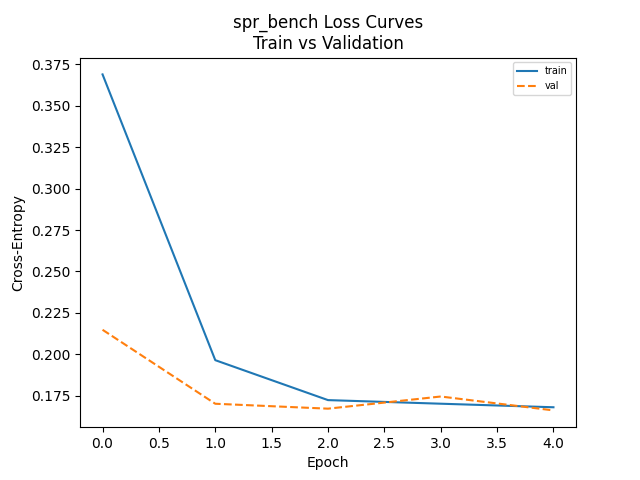 spr_bench Loss Curves
Train vs Validation
train
val
0.375
0.350
0.325
0.300
0.275
0.250
0.225
0.200
0.175
Cross-Entropy
0.0 0.5 1.0 1.5 2.0 2.5 3.0 3.5 4.0
Epoch